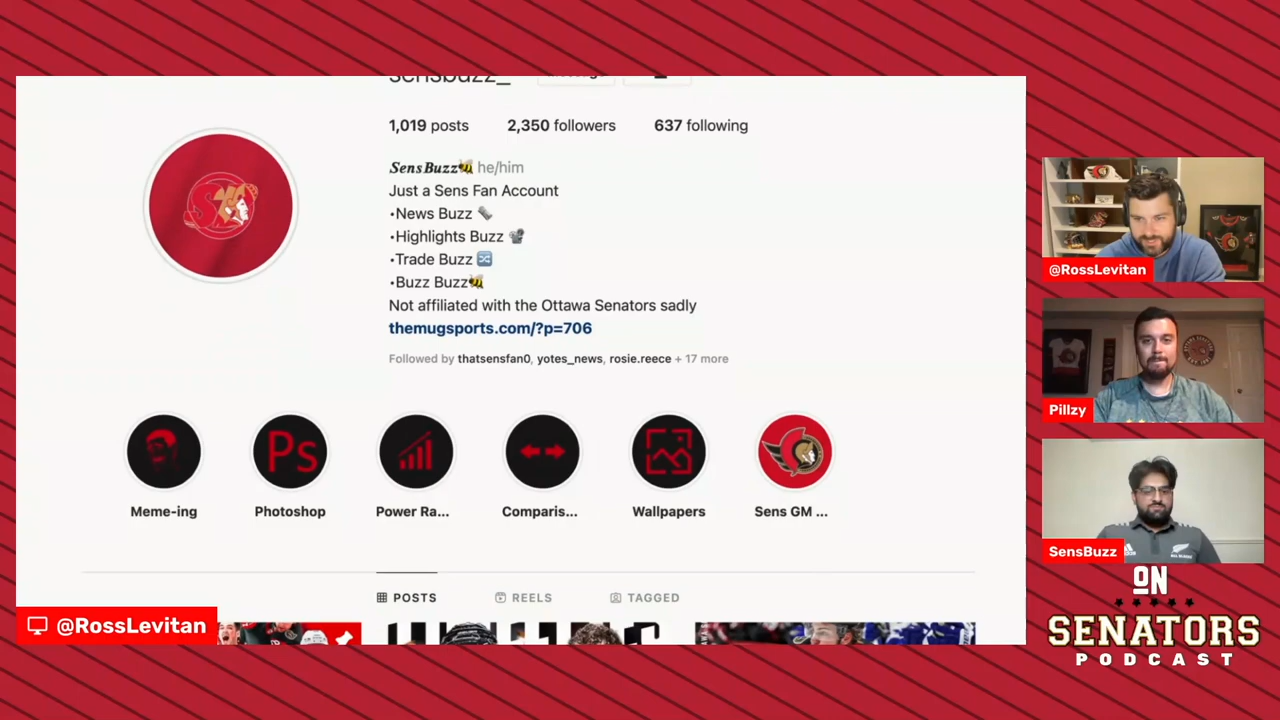 sensbuzz_
1,019 posts 2,350 followers 637 following
SensBuzz🐝 he/him
Just a Sens Fan Account
•News Buzz 🗞️
•Highlights Buzz 📽️
•Trade Buzz 🔀
•Buzz Buzz🐝
Not affiliated with the Ottawa Senators sadly
themugsports.com/?p=706
Followed by thatsensfan0, yotes_news, rosie.reece + 17 more
Ps
Meme-ing Photoshop Power Ra... Comparis... Wallpapers Sens GM ...
POSTS REELS TAGGED
@RossLevitan
@RossLevitan
Pillzy
SensBuzz
ON
SENATORS
PODCAST